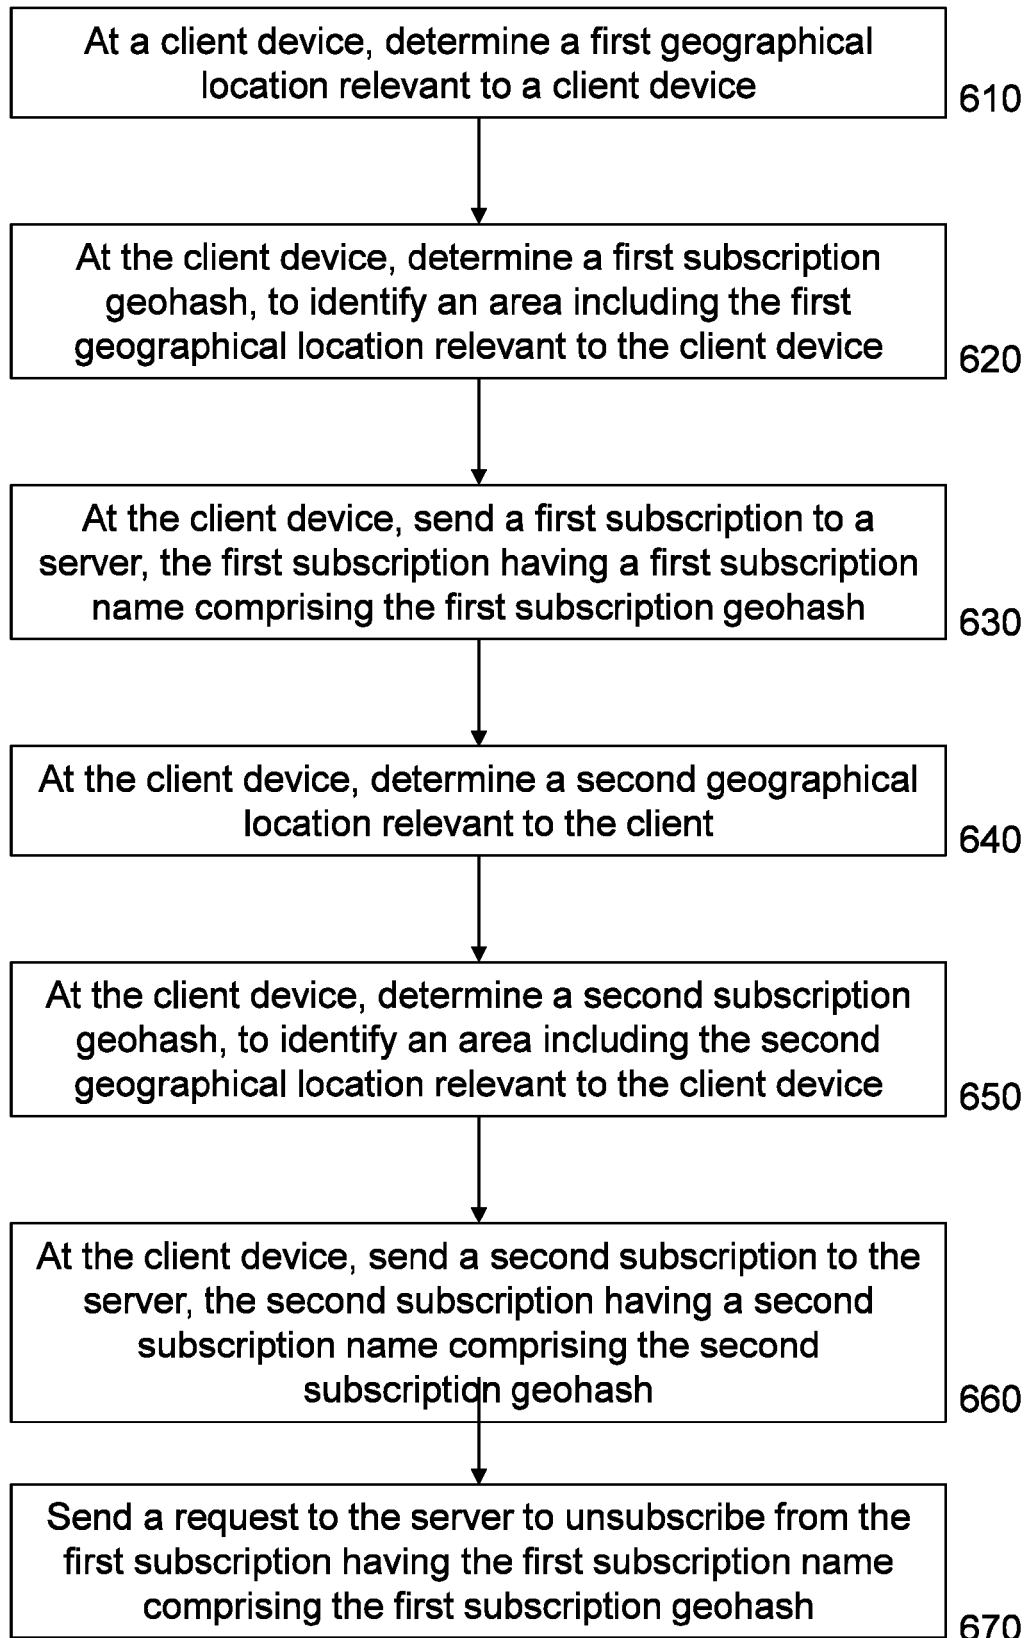 At a client device, determine a first geographical
location relevant to a client device
610
At the client device, determine a first subscription
geohash, to identify an area including the first
geographical location relevant to the client device
620
At the client device, send a first subscription to a
server, the first subscription having a first subscription
name comprising the first subscription geohash
630
At the client device, determine a second geographical
location relevant to the client
640
At the client device, determine a second subscription
geohash, to identify an area including the second
geographical location relevant to the client device
650
At the client device, send a second subscription to the
server, the second subscription having a second
subscription name comprising the second
subscription geohash
660
Send a request to the server to unsubscribe from the
first subscription having the first subscription name
comprising the first subscription geohash
670